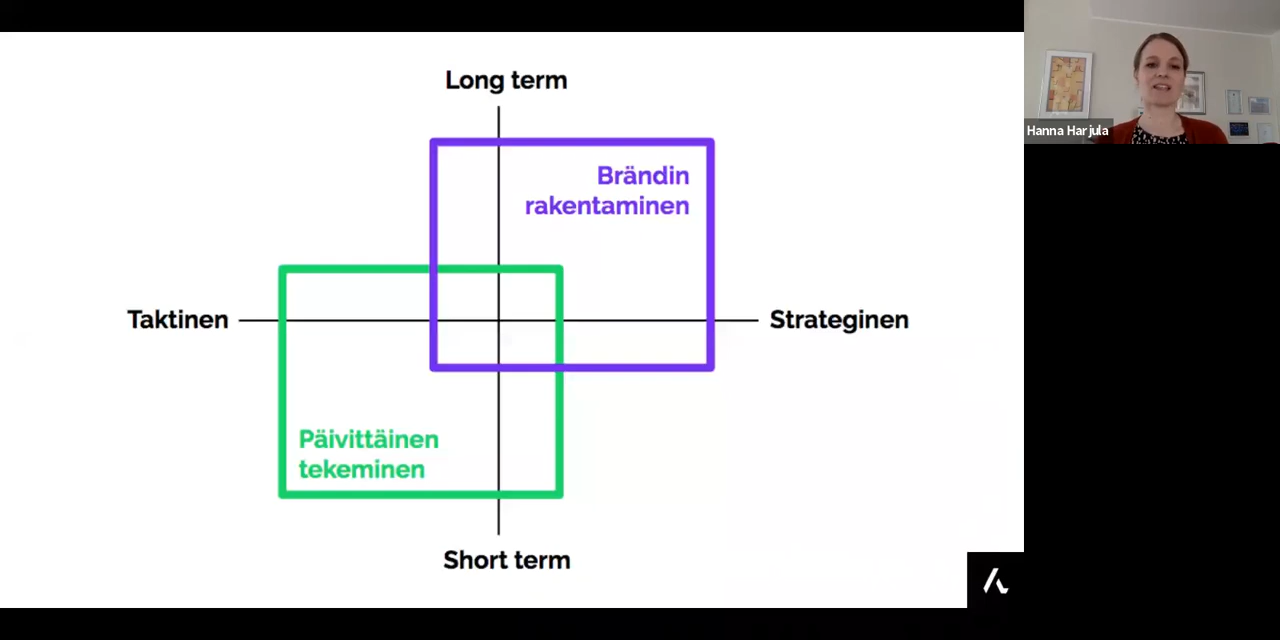 Long term
Brändin
rakentaminen
Taktinen
Strateginen
Päivittäinen
tekeminen
Short term
Hanna Harjula